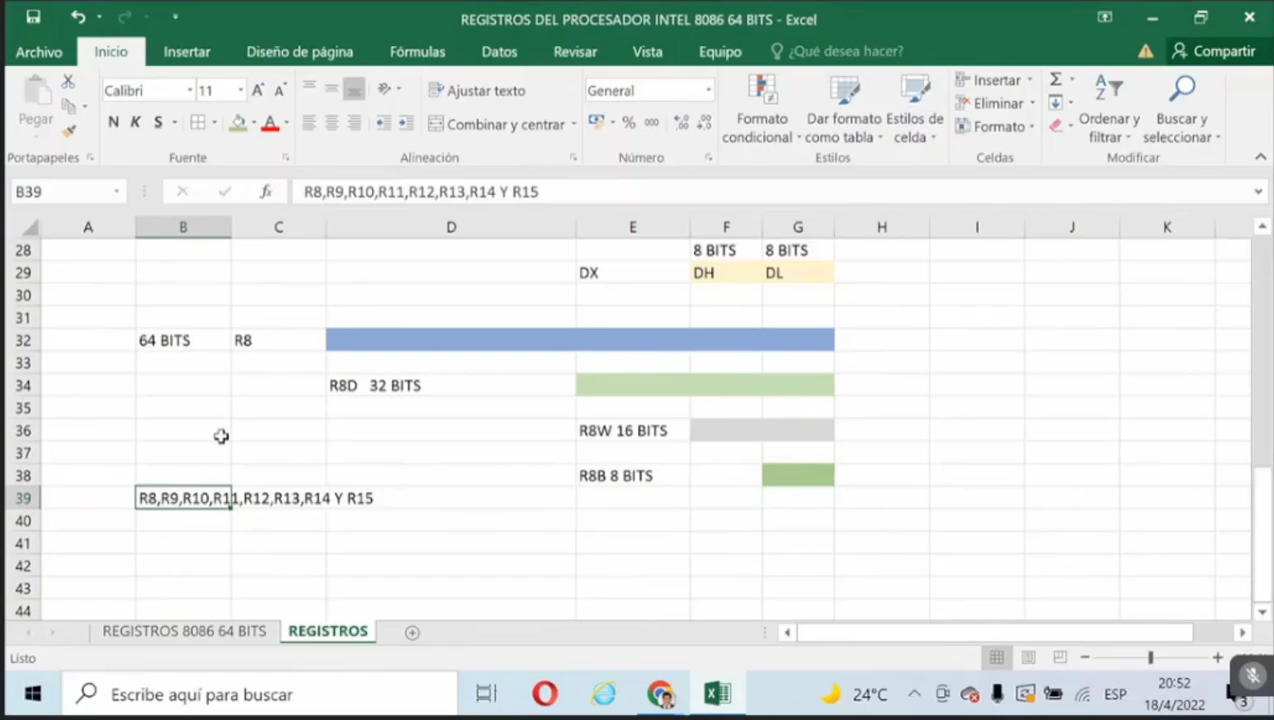 REGISTROS DEL PROCESADOR INTEL 8086 64 BITS - Excel
Archivo Inicio Insertar Diseño de página Fórmulas Datos Revisar Vista Equipo ¿Qué desea hacer? Compartir
Pegar
Calibri 11
N K S
Ajustar texto
Combinar y centrar
General
% 000
Formato condicional
Dar formato como tabla
Estilos de celda
Insertar
Eliminar
Formato
Ordenar y filtrar
Buscar y seleccionar
Portapapeles Fuente Alineación Número Estilos Celdas Modificar
B39 fx R8,R9,R10,R11,R12,R13,R14 Y R15
A B C D E F G H I J K
28 8 BITS 8 BITS
29 DX DH DL
30
31
32 64 BITS R8
33
34 R8D 32 BITS
35
36 R8W 16 BITS
37
38 R8B 8 BITS
39 R8,R9,R10,R11,R12,R13,R14 Y R15
40
41
42
43
44
REGISTROS 8086 64 BITS REGISTROS
Listo
Escribe aquí para buscar
24°C
ESP
20:52
18/4/2022
3